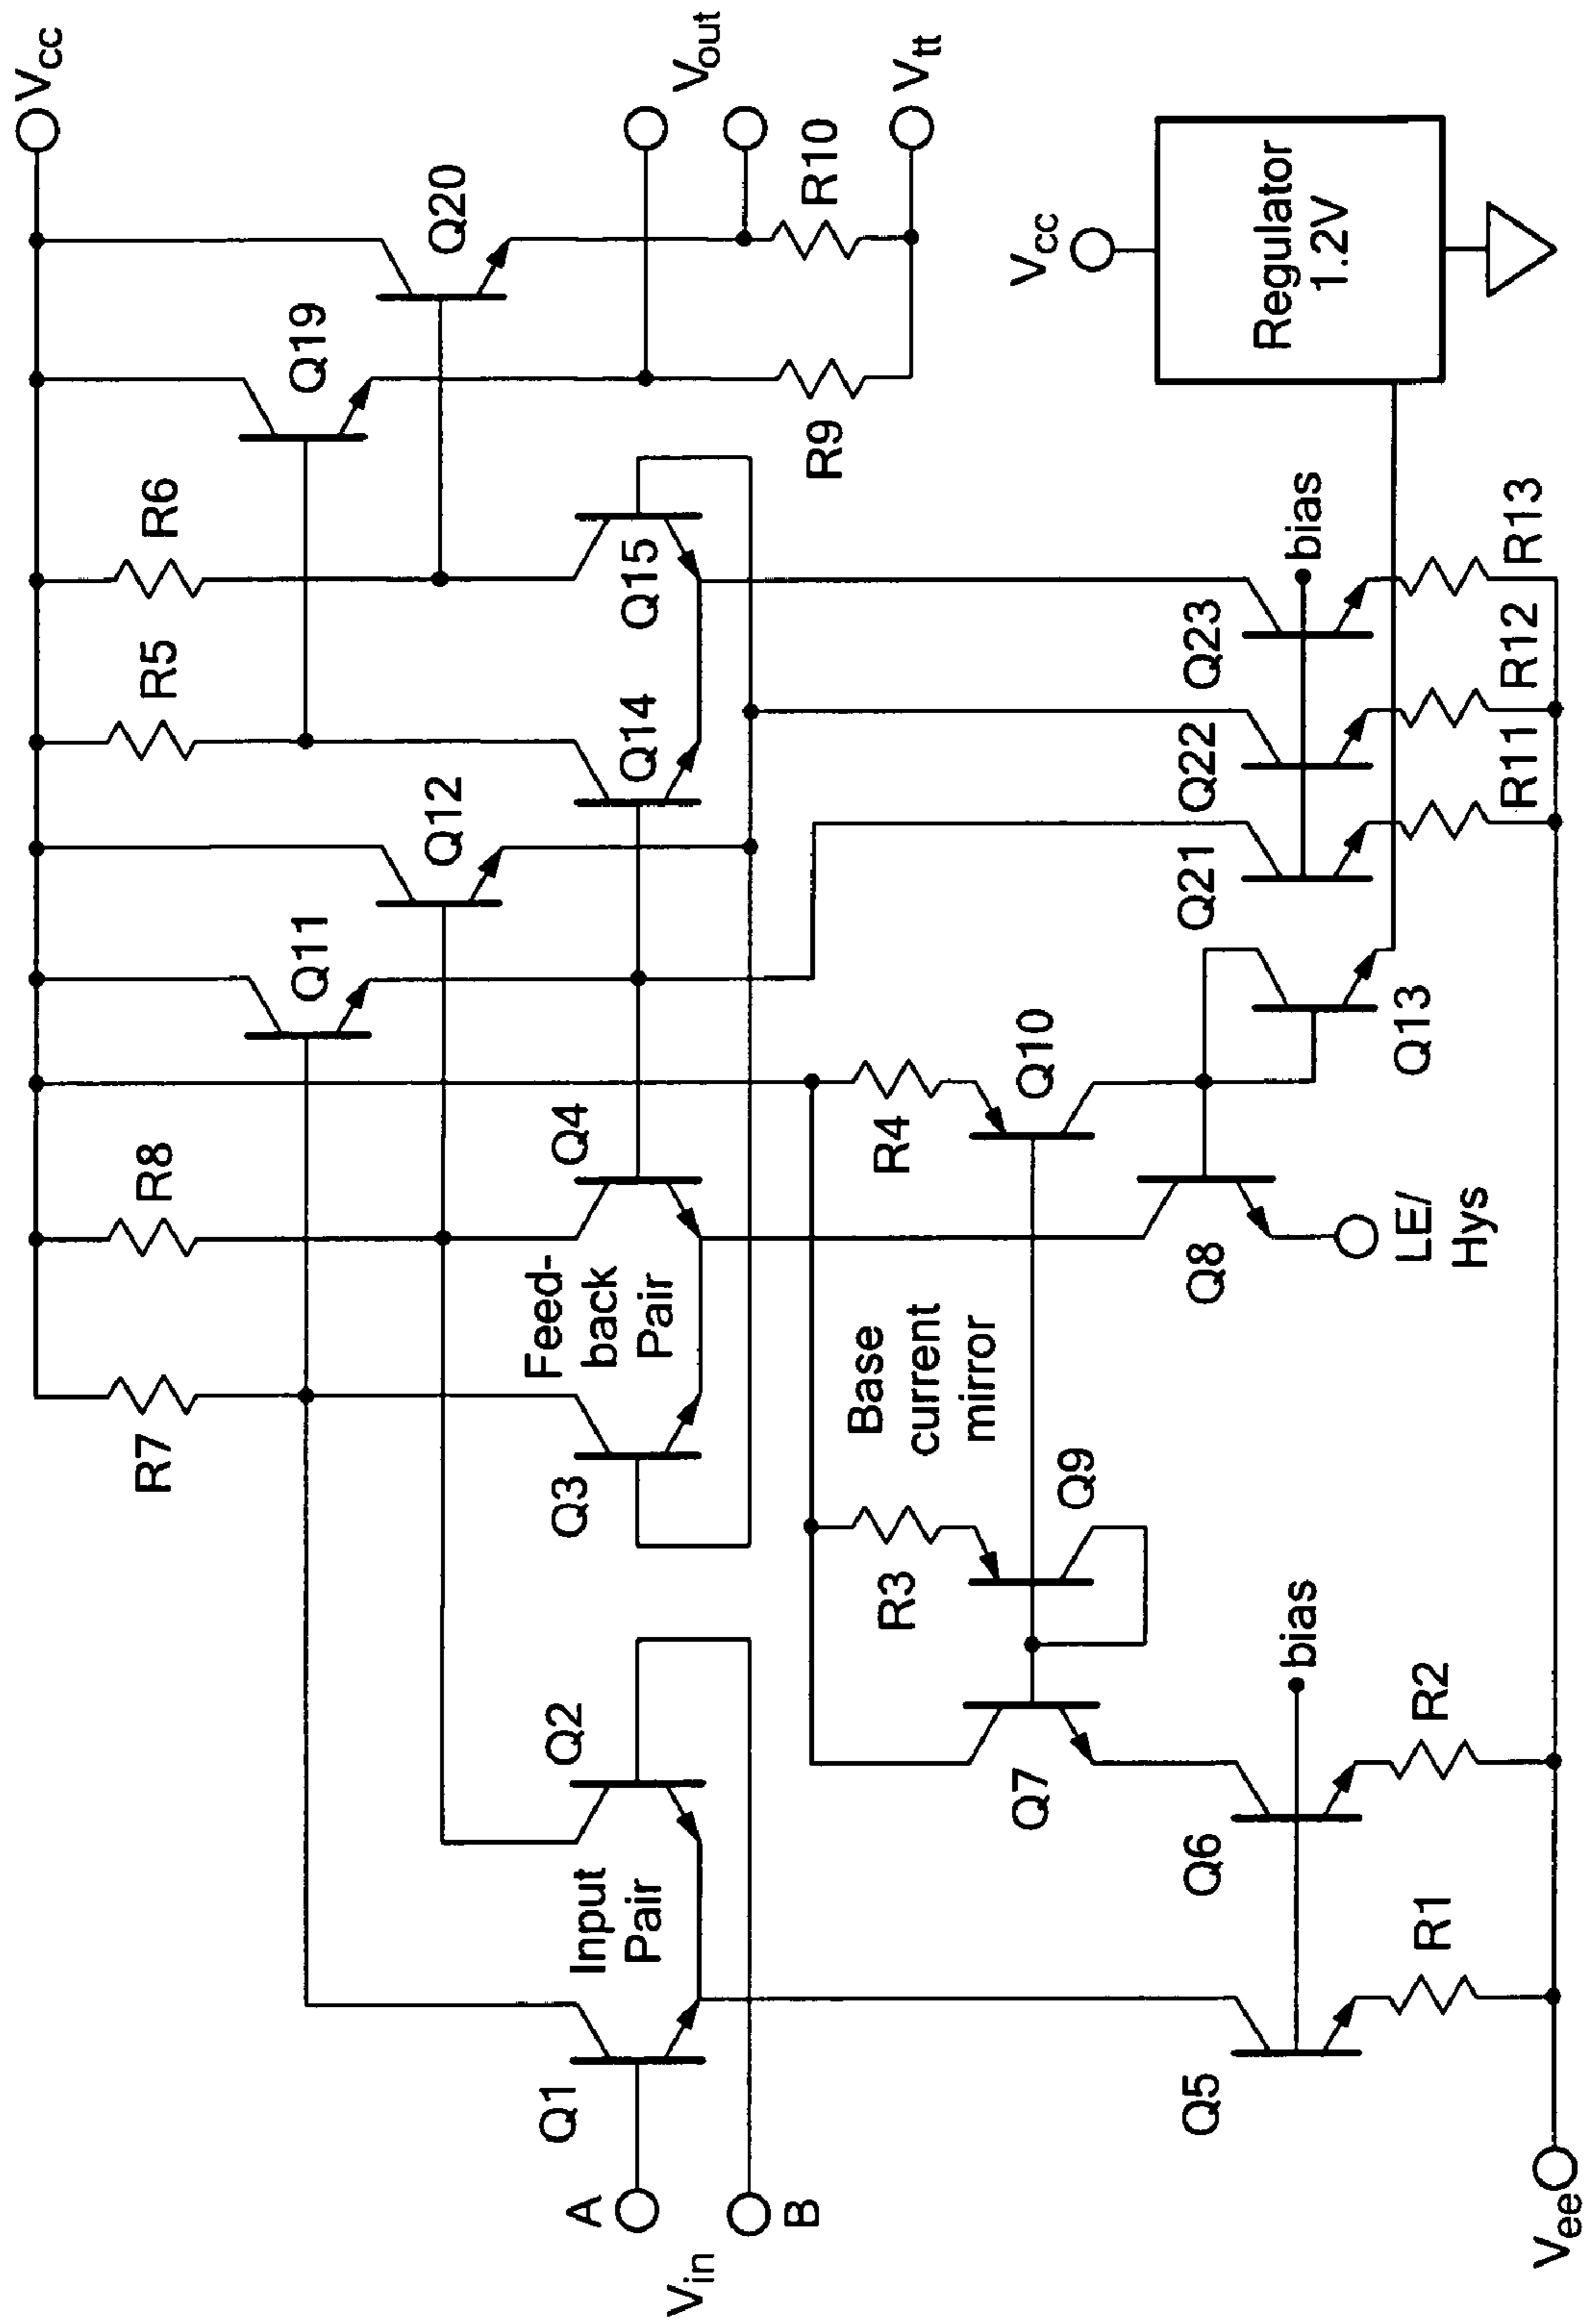 Vcc
R7
R8
R5
R6
Q11
Q19
Q12
Q20
A
Vin
B
Q1
Input
Pair
Q2
Q3
Feed-
back
Pair
Q4
Q14
Q15
Vout
R9
R10
Vtt
Base
current
mirror
R3
R4
Q7
Q9
Q10
Vcc
Q5
Q6
bias
Q8
Q21
Q22
Q23
bias
Regulator
1.2V
LE/
Hys
Q13
R1
R2
R11
R12
R13
Vee